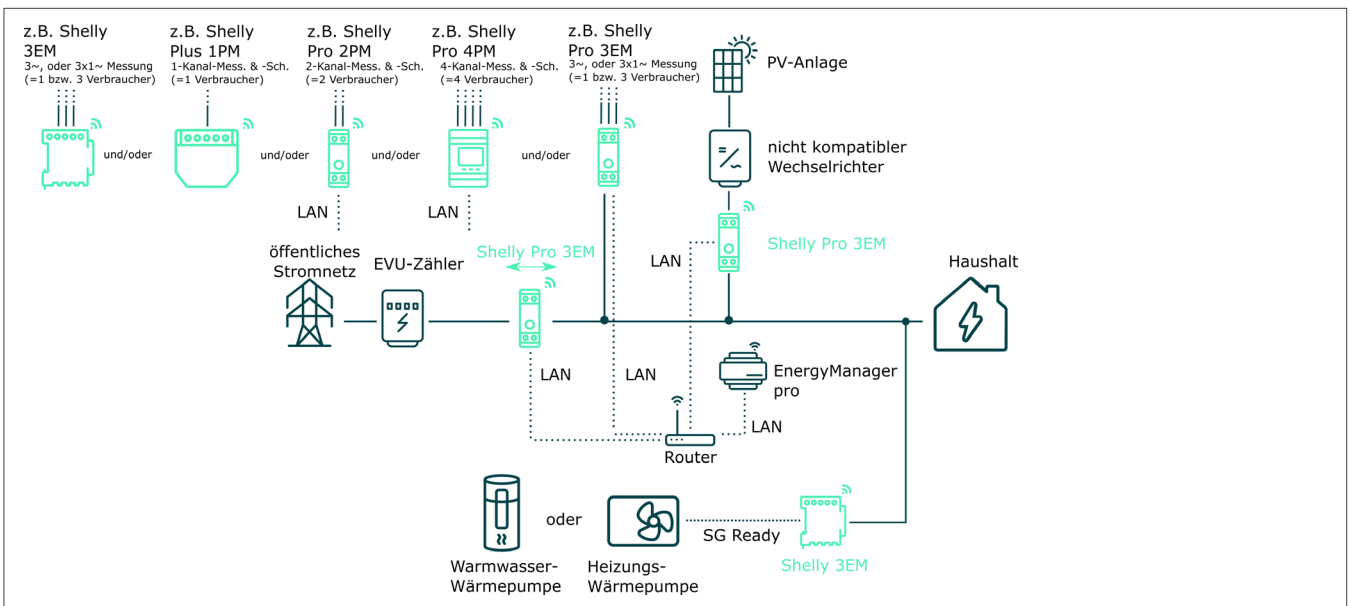 z.B. Shelly
3EM
3~, oder 3x1~ Messung
(=1 bzw. 3 Verbraucher)
z.B. Shelly
Plus 1PM
1-Kanal-Mess. & -Sch.
(=1 Verbraucher)
z.B. Shelly
Pro 2PM
2-Kanal-Mess. & -Sch.
(=2 Verbraucher)
z.B. Shelly
Pro 4PM
4-Kanal-Mess. & -Sch.
(=4 Verbraucher)
z.B. Shelly
Pro 3EM
3~, oder 3x1~ Messung
(=1 bzw. 3 Verbraucher)
PV-Anlage
und/oder
und/oder
und/oder
und/oder
nicht kompatibler
Wechselrichter
LAN
LAN
öffentliches
Stromnetz
EVU-Zähler
Shelly Pro 3EM
LAN
Shelly Pro 3EM
Haushalt
LAN
LAN
EnergyManager
pro
LAN
Router
oder
SG Ready
Warmwasser-
Wärmepumpe
Heizungs-
Wärmepumpe
Shelly 3EM